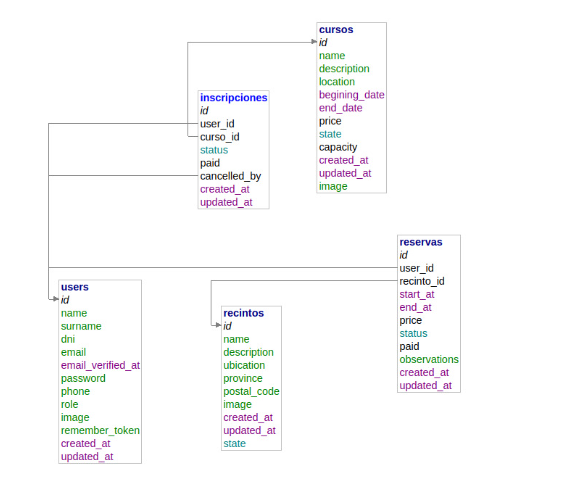 cursos
id
name
description
location
begining_date
end_date
price
state
capacity
created_at
updated_at
image
inscripciones
id
user_id
curso_id
status
paid
cancelled_by
created_at
updated_at
reservas
id
user_id
recinto_id
start_at
end_at
price
status
paid
observations
created_at
updated_at
users
id
name
surname
dni
email
email_verified_at
password
phone
role
image
remember_token
created_at
updated_at
recintos
id
name
description
ubication
province
postal_code
image
created_at
updated_at
state